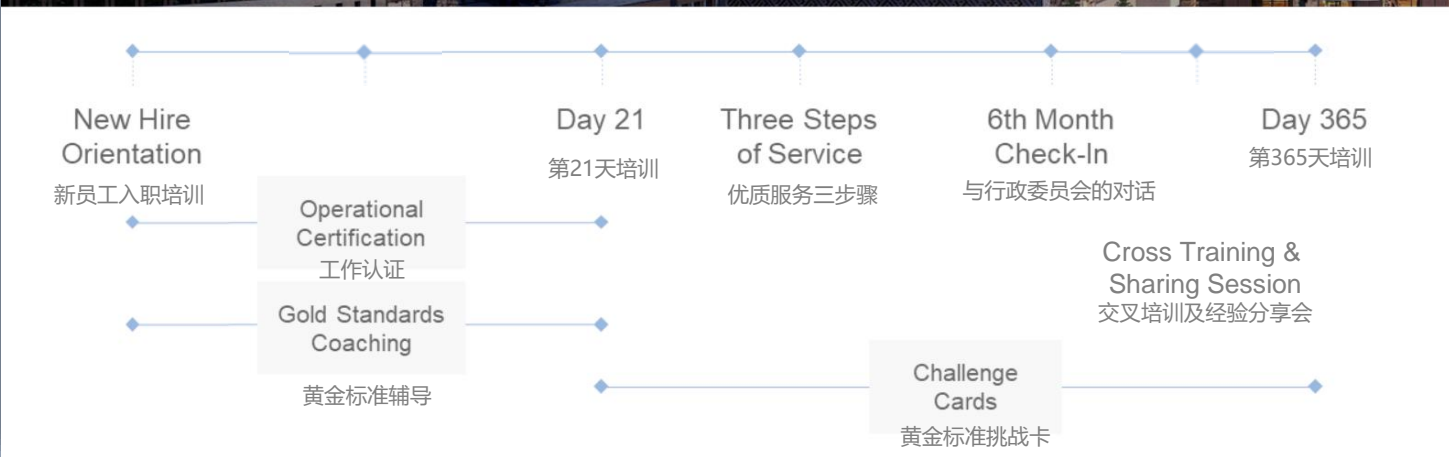 New Hire
Orientation
新员工入职培训
Day 21
第21天培训
Three Steps
of Service
优质服务三步骤
6th Month
Check-In
与行政委员会的对话
Day 365
第365天培训
Operational
Certification
工作认证
Cross Training &
Sharing Session
交叉培训及经验分享会
Gold Standards
Coaching
黄金标准辅导
Challenge
Cards
黄金标准挑战卡